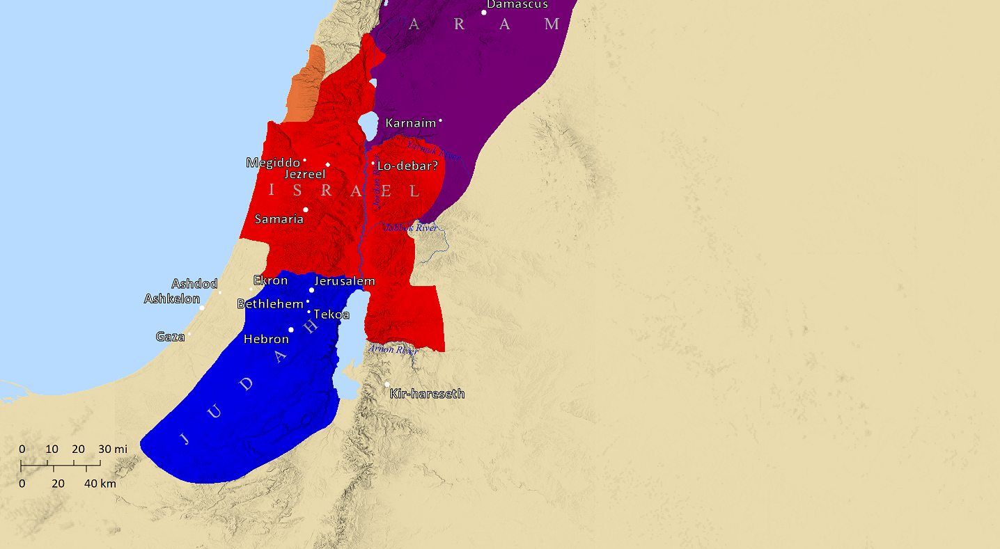 Damascus
A R A M
Karnaim
Yarmuk River
Megiddo
Lo-debar?
Jezreel
Jordan River
I S R A E L
Samaria
Jabbok River
Ekron
Jerusalem
Ashdod
Ashkelon
Bethlehem
Tekoa
Gaza
Hebron
J U D A H
Arnon River
Kir-hareseth
0 10 20 30 mi
0 20 40 km